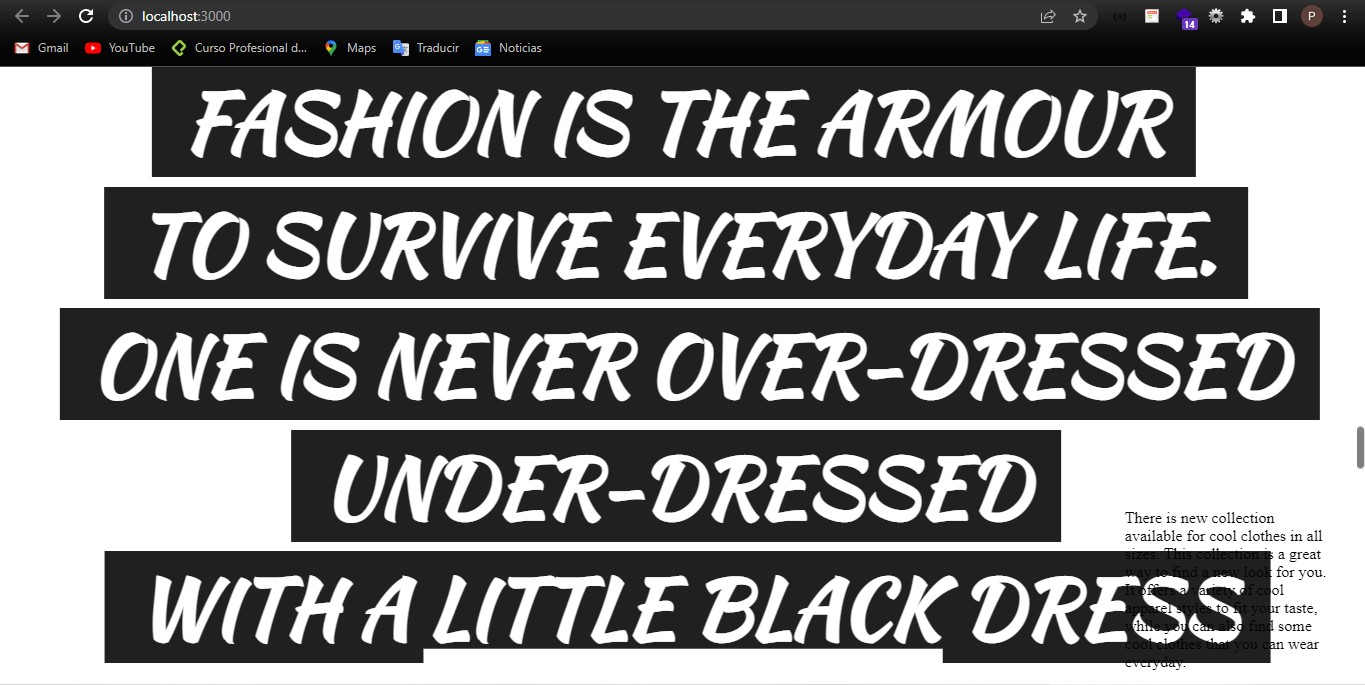 localhost:3000
14
P
Gmail
YouTube
Curso Profesional d...
Maps
Traducir
Noticias
FASHION IS THE ARMOUR
TO SURVIVE EVERYDAY LIFE.
ONE IS NEVER OVER-DRESSED
UNDER-DRESSED
WITH A LITTLE BLACK DRESS
There is new collection
available for cool clothes in all
sizes. This collection is a great
way to find a new look for you.
It offers a variety of cool
apparel styles to fit your taste,
while you can also find some
cool clothes that you can wear
everyday.